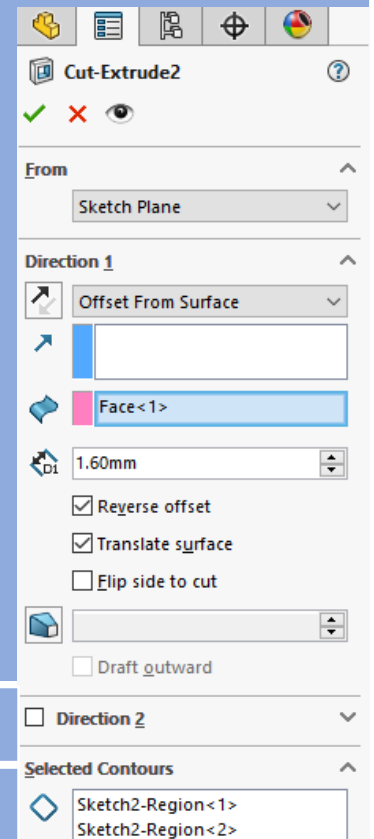 Cut-Extrude2
From
Sketch Plane
Direction 1
Offset From Surface
Face<1>
D1
1.60mm
Reverse offset
Translate surface
Flip side to cut
Draft outward
Direction 2
Selected Contours
Sketch2-Region<1>
Sketch2-Region<2>